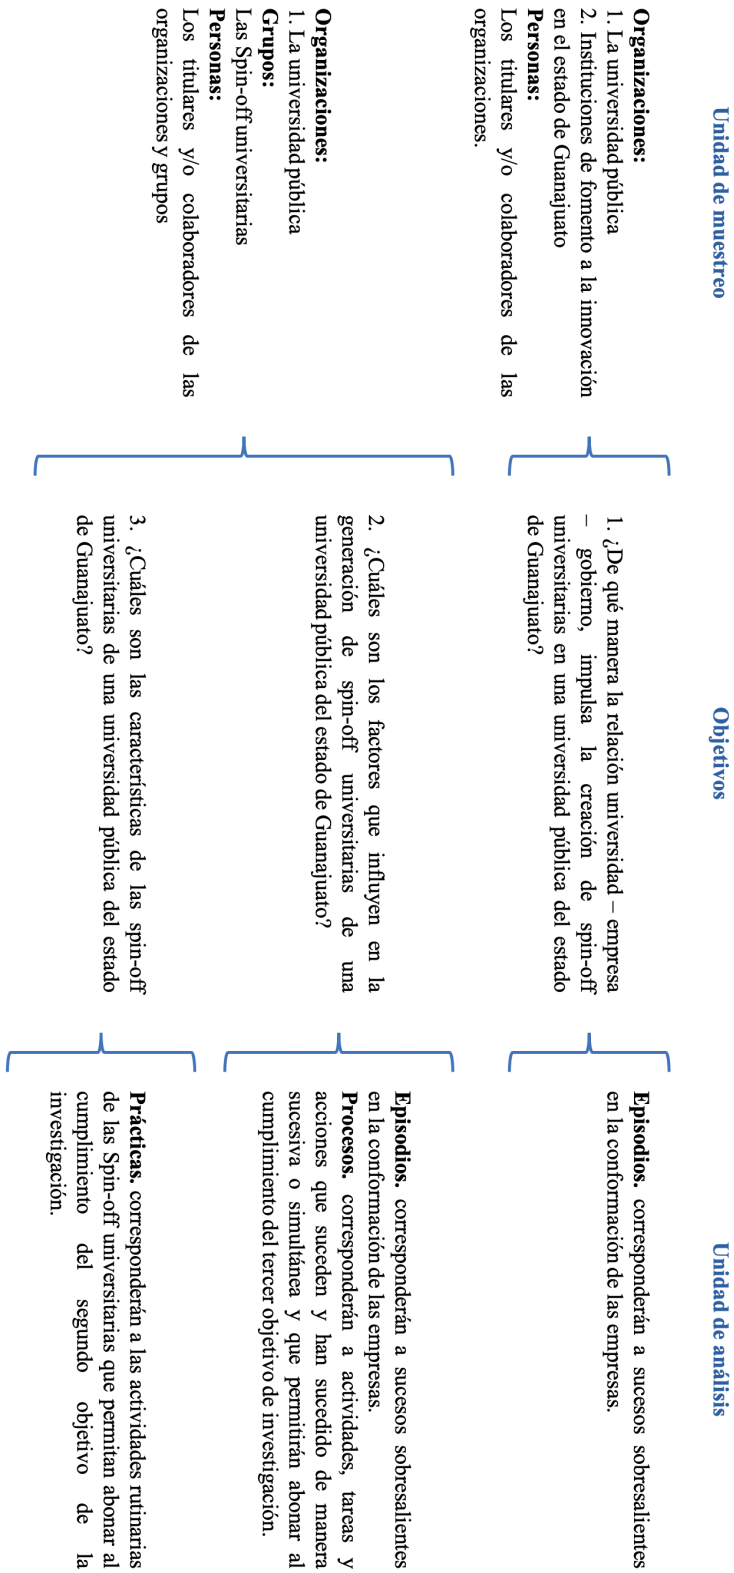 Unidad de muestreo
Objetivos
Unidad de análisis
Organizaciones:
1. La universidad pública
2. Instituciones de fomento a la innovación
en el estado de Guanajuato
Personas:
Los titulares y/o colaboradores de las
organizaciones.
1. ¿De qué manera la relación universidad – empresa
– gobierno, impulsa la creación de spin-off
universitarias en una universidad pública del estado
de Guanajuato?
Episodios. corresponderán a sucesos sobresalientes
en la conformación de las empresas.
Organizaciones:
1. La universidad pública
Grupos:
Las Spin-off universitarias
Personas:
Los titulares y/o colaboradores de las
organizaciones y grupos
2. ¿Cuáles son los factores que influyen en la
generación de spin-off universitarias de una
universidad pública del estado de Guanajuato?
Episodios. corresponderán a sucesos sobresalientes
en la conformación de las empresas.
Procesos. corresponderán a actividades, tareas y
acciones que suceden y han sucedido de manera
sucesiva o simultánea y que permitirán abonar al
cumplimiento del tercer objetivo de investigación.
3. ¿Cuáles son las características de las spin-off
universitarias de una universidad pública del estado
de Guanajuato?
Prácticas. corresponderán a las actividades rutinarias
de las Spin-off universitarias que permitan abonar al
cumplimiento del segundo objetivo de la
investigación.